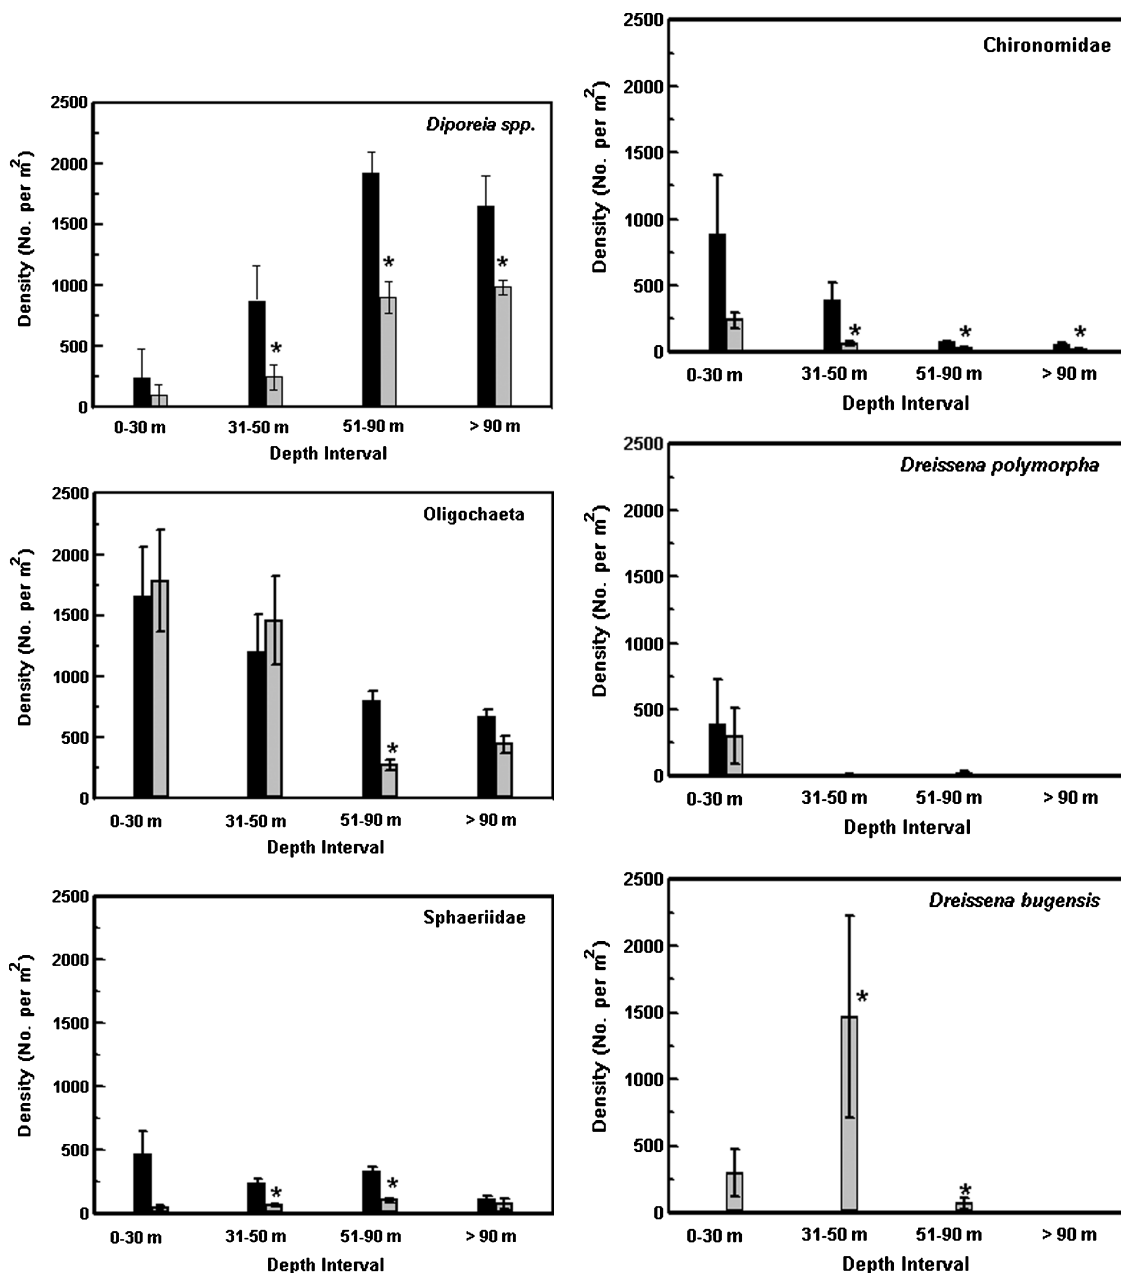 Diporeia spp.
Density (No. per m2)
2500
2000
1500
1000
500
0
*
*
*
0-30 m
31-50 m
51-90 m
> 90 m
Depth Interval
Oligochaeta
Density (No. per m2)
2500
2000
1500
1000
500
0
*
0-30 m
31-50 m
51-90 m
> 90 m
Depth Interval
Sphaeriidae
Density (No. per m2)
2500
2000
1500
1000
500
0
*
*
0-30 m
31-50 m
51-90 m
> 90 m
Depth Interval
Chironomidae
Density (No. per m2)
2500
2000
1500
1000
500
0
*
*
*
0-30 m
31-50 m
51-90 m
> 90 m
Depth Interval
Dreissena polymorpha
Density (No. per m2)
2500
2000
1500
1000
500
0
0-30 m
31-50 m
51-90 m
> 90 m
Depth Interval
Dreissena bugensis
Density (No. per m2)
2500
2000
1500
1000
500
0
*
*
0-30 m
31-50 m
51-90 m
> 90 m
Depth Interval